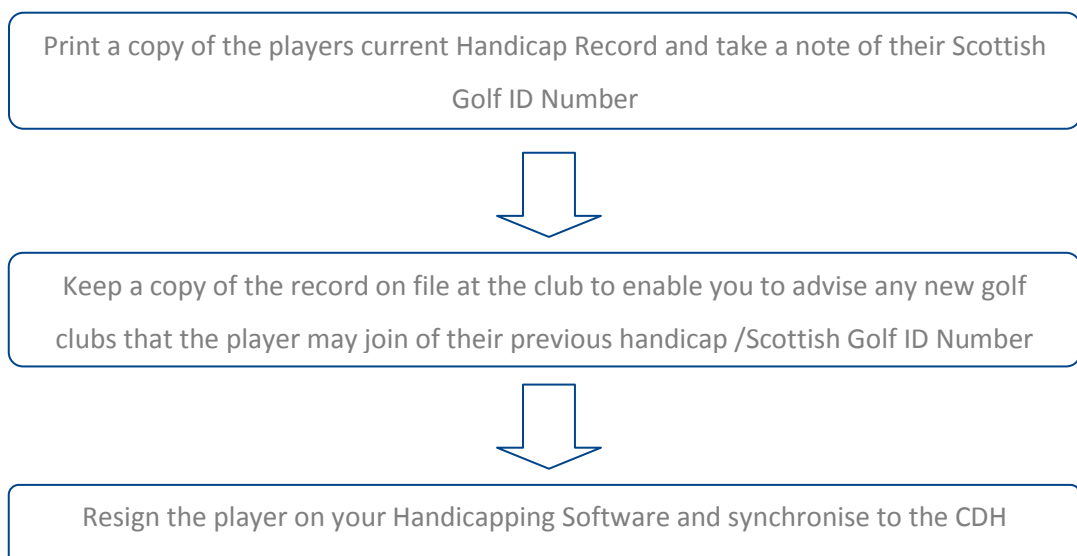 Print a copy of the players current Handicap Record and take a note of their Scottish
Golf ID Number
Keep a copy of the record on file at the club to enable you to advise any new golf
clubs that the player may join of their previous handicap /Scottish Golf ID Number
Resign the player on your Handicapping Software and synchronise to the CDH